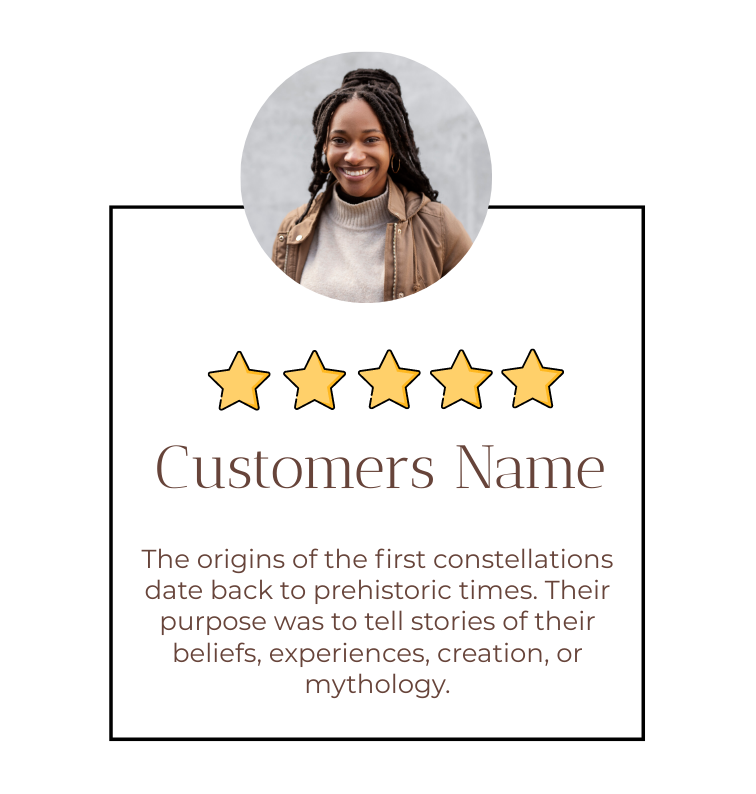 Customers Name
The origins of the first constellations
date back to prehistoric times. Their
purpose was to tell stories of their
beliefs, experiences, creation, or
mythology.